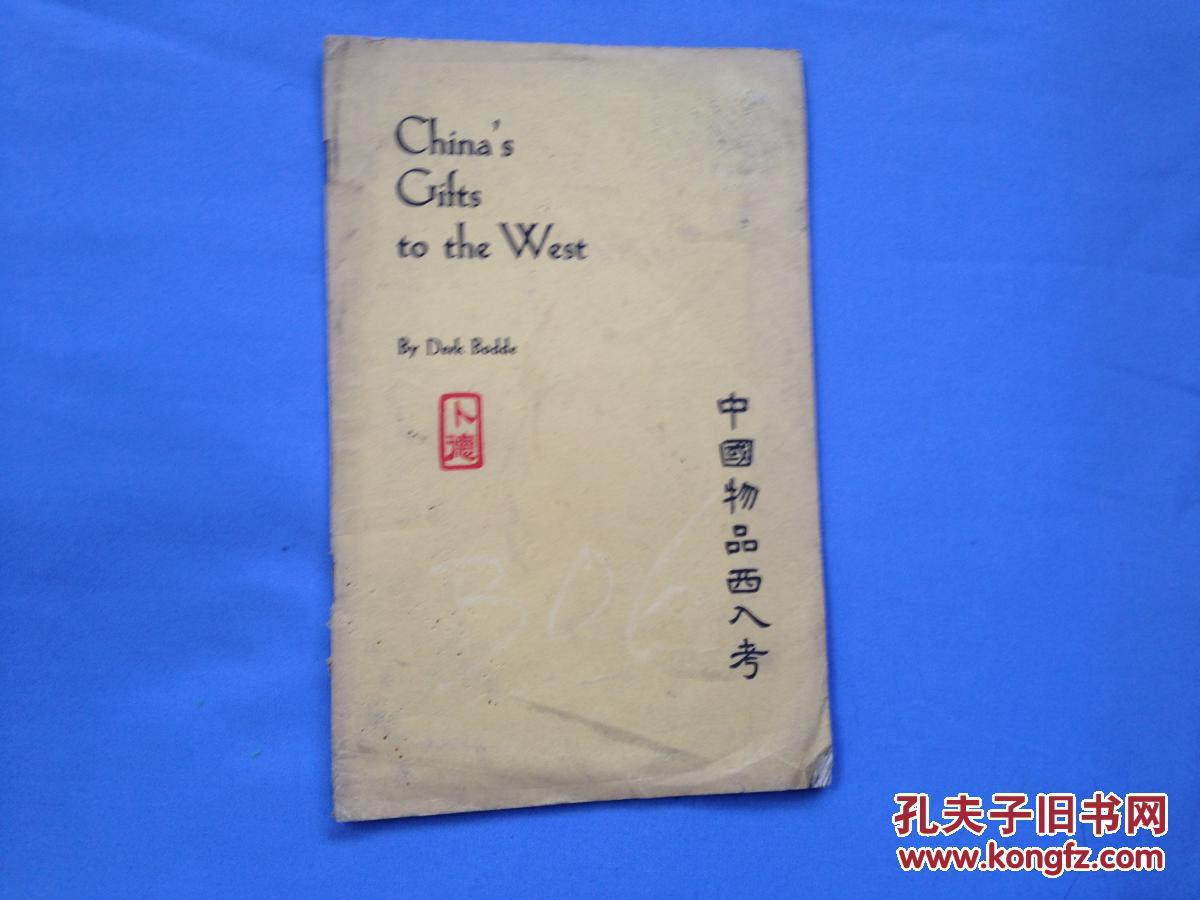 China's
Gifts
to the West
By Derk Bodde
卜德
中國物品西入考
306
孔夫子旧书网
www.kongfz.com